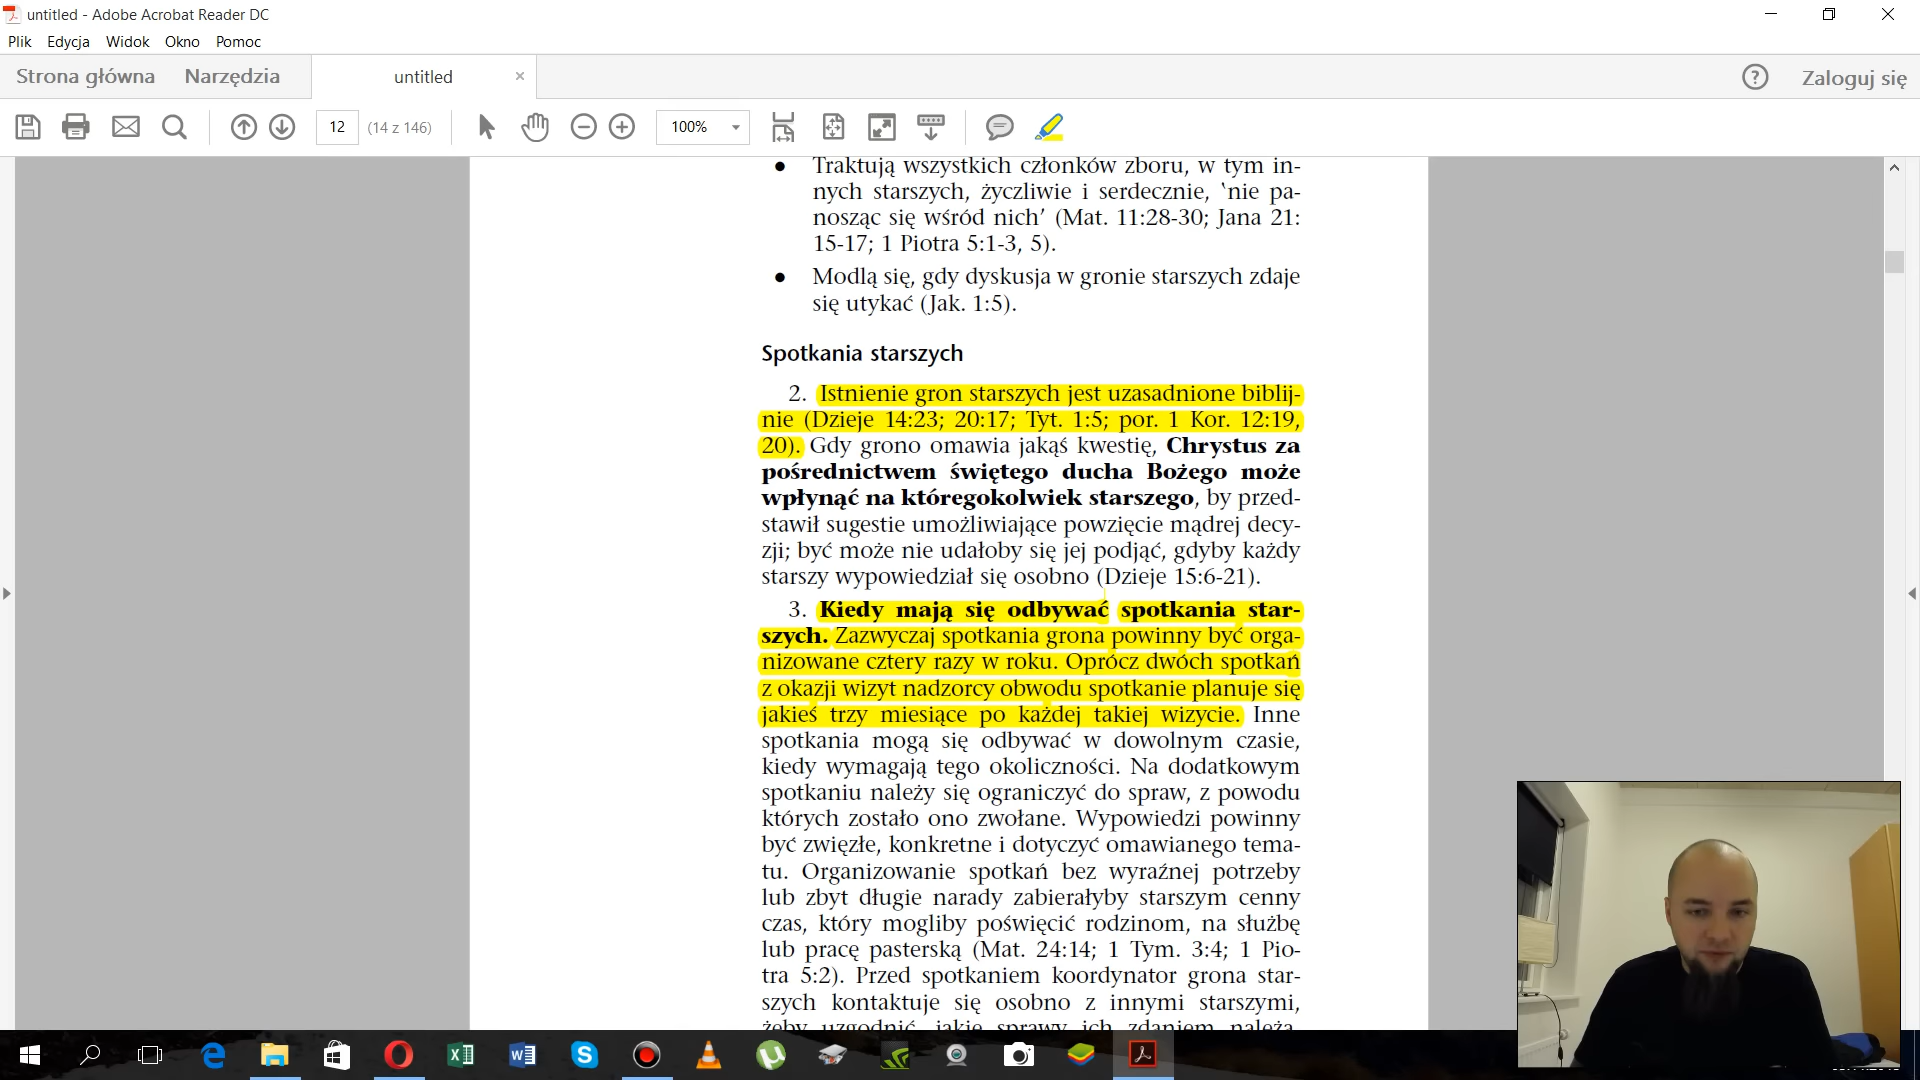 untitled - Adobe Acrobat Reader DC
Plik Edycja Widok Okno Pomoc
Strona główna Narzędzia untitled × ? Zaloguj się
12 (14 z 146) 100%
● Traktują wszystkich członków zboru, w tym in-
nych starszych, życzliwie i serdecznie, ‛nie pa-
nosząc się wśród nich’ (Mat. 11:28-30; Jana 21:
15-17; 1 Piotra 5:1-3, 5).
● Modlą się, gdy dyskusja w gronie starszych zdaje
się utykać (Jak. 1:5).
Spotkania starszych
2. Istnienie gron starszych jest uzasadnione biblij-
nie (Dzieje 14:23; 20:17; Tyt. 1:5; por. 1 Kor. 12:19,
20). Gdy grono omawia jakąś kwestię, Chrystus za
pośrednictwem świętego ducha Bożego może
wpłynąć na któregokolwiek starszego, by przed-
stawił sugestie umożliwiające powzięcie mądrej decy-
zji; być może nie udałoby się jej podjąć, gdyby każdy
starszy wypowiedział się osobno (Dzieje 15:6-21).
3. Kiedy mają się odbywać spotkania star-
szych. Zazwyczaj spotkania grona powinny być orga-
nizowane cztery razy w roku. Oprócz dwóch spotkań
z okazji wizyt nadzorcy obwodu spotkanie planuje się
jakieś trzy miesiące po każdej takiej wizycie. Inne
spotkania mogą się odbywać w dowolnym czasie,
kiedy wymagają tego okoliczności. Na dodatkowym
spotkaniu należy się ograniczyć do spraw, z powodu
których zostało ono zwołane. Wypowiedzi powinny
być zwięzłe, konkretne i dotyczyć omawianego tema-
tu. Organizowanie spotkań bez wyraźnej potrzeby
lub zbyt długie narady zabierałyby starszym cenny
czas, który mogliby poświęcić rodzinom, na służbę
lub pracę pasterską (Mat. 24:14; 1 Tym. 3:4; 1 Pio-
tra 5:2). Przed spotkaniem koordynator grona star-
szych kontaktuje się osobno z innymi starszymi,
żeby uzgodnić, jakie sprawy ich zdaniem należa